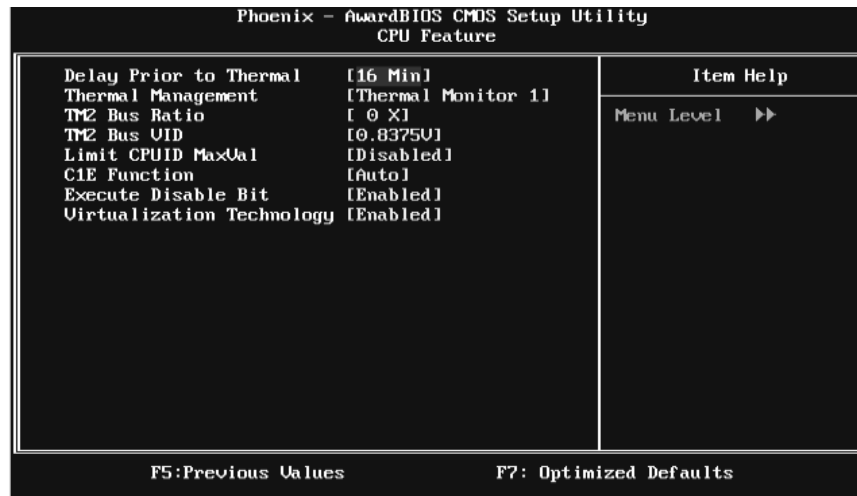 Phoenix - AwardBIOS CMOS Setup Utility
CPU Feature
Delay Prior to Thermal [16 Min]
Thermal Management [Thermal Monitor 1]
TM2 Bus Ratio [ 0 X]
TM2 Bus VID [0.8375V]
Limit CPUID MaxVal [Disabled]
C1E Function [Auto]
Execute Disable Bit [Enabled]
Virtualization Technology [Enabled]
Item Help
Menu Level ▶▶
F5:Previous Values F7: Optimized Defaults